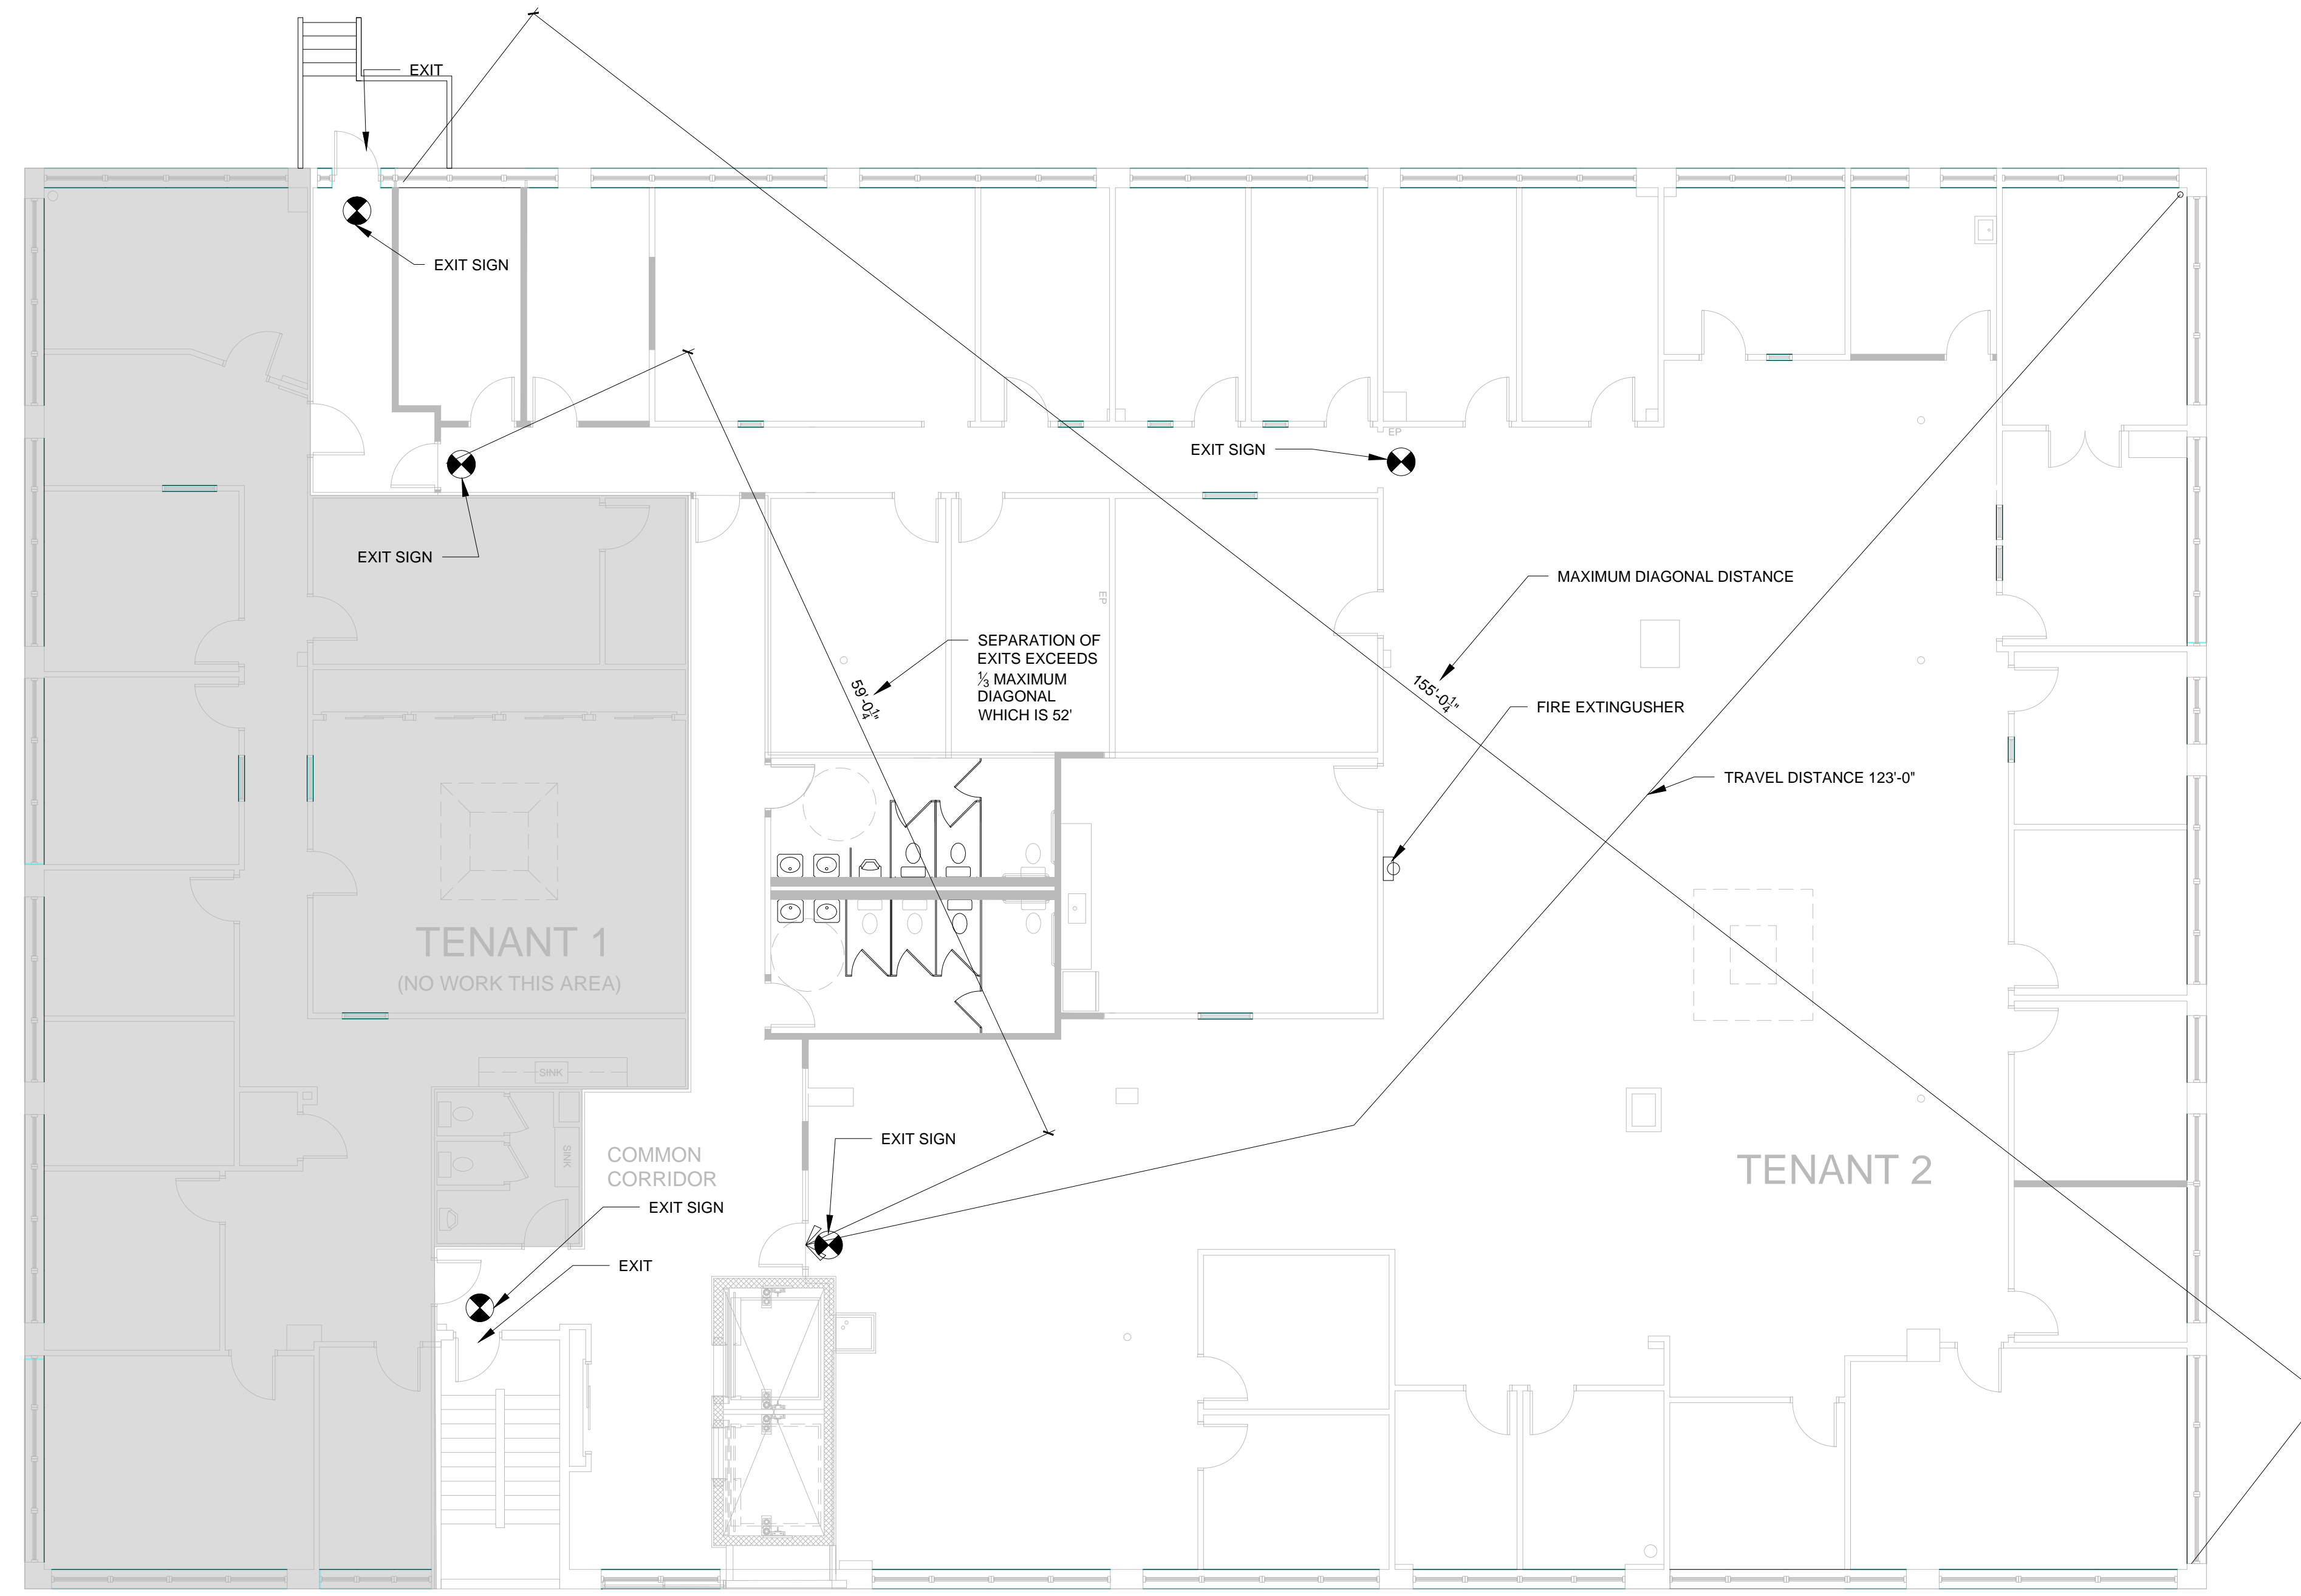 EXIT
EXIT SIGN
EXIT SIGN
EP
EXIT SIGN
MAXIMUM DIAGONAL DISTANCE
EP
SEPARATION OF
EXITS EXCEEDS
⅓ MAXIMUM
DIAGONAL
WHICH IS 52'
59'-0¼"
155'-0¼"
FIRE EXTINGUSHER
TRAVEL DISTANCE 123'-0"
TENANT 1
(NO WORK THIS AREA)
SINK
SINK
COMMON
CORRIDOR
EXIT SIGN
TENANT 2
EXIT SIGN
EXIT